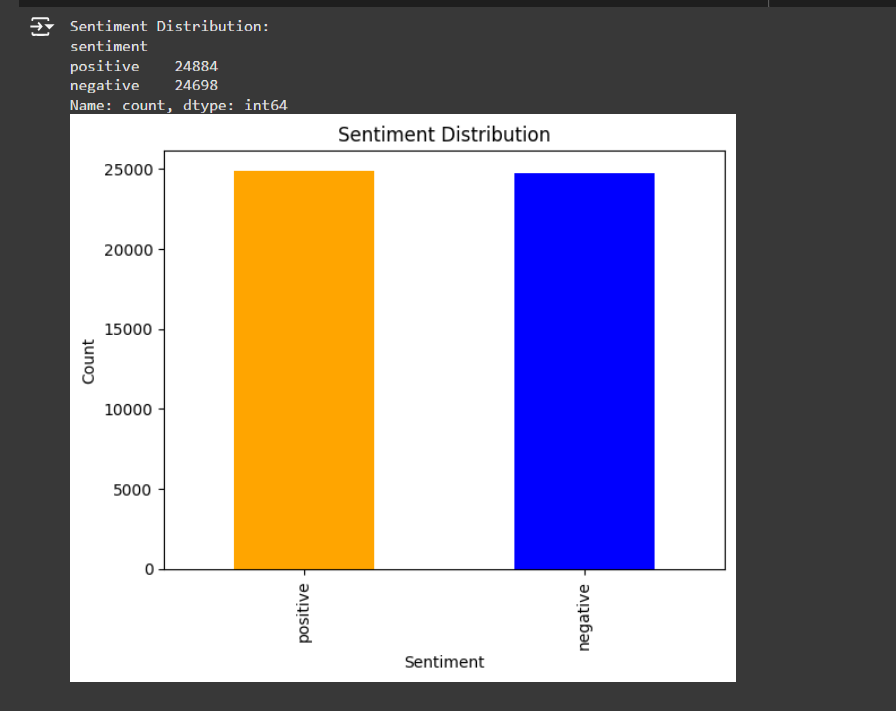 Sentiment Distribution:
sentiment
positive    24884
negative    24698
Name: count, dtype: int64
Sentiment Distribution
25000
20000
15000
10000
5000
0
Count
positive
negative
Sentiment